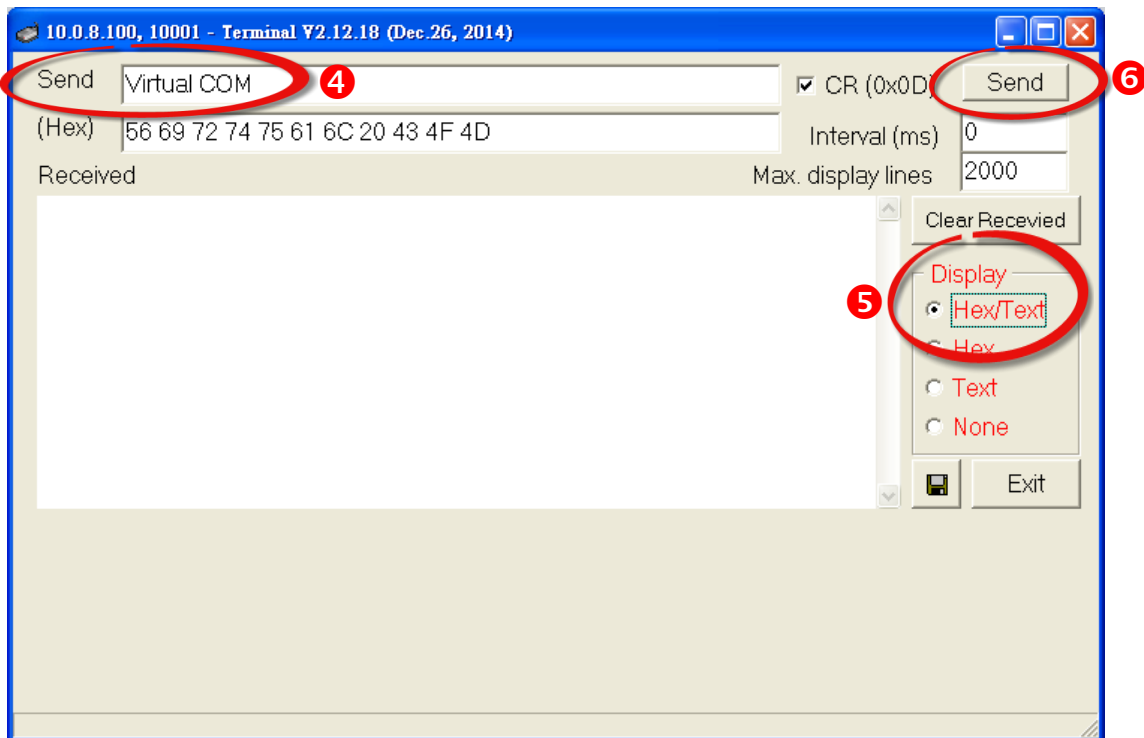 10.0.8.100, 10001 - Terminal V2.12.18 (Dec.26, 2014)
Send Virtual COM 4 CR (0x0D) Send 6
(Hex) 56 69 72 74 75 61 6C 20 43 4F 4D Interval (ms) 0
Received Max. display lines 2000
Clear Recevied
Display
5 Hex/Text
Hex
Text
None
Exit